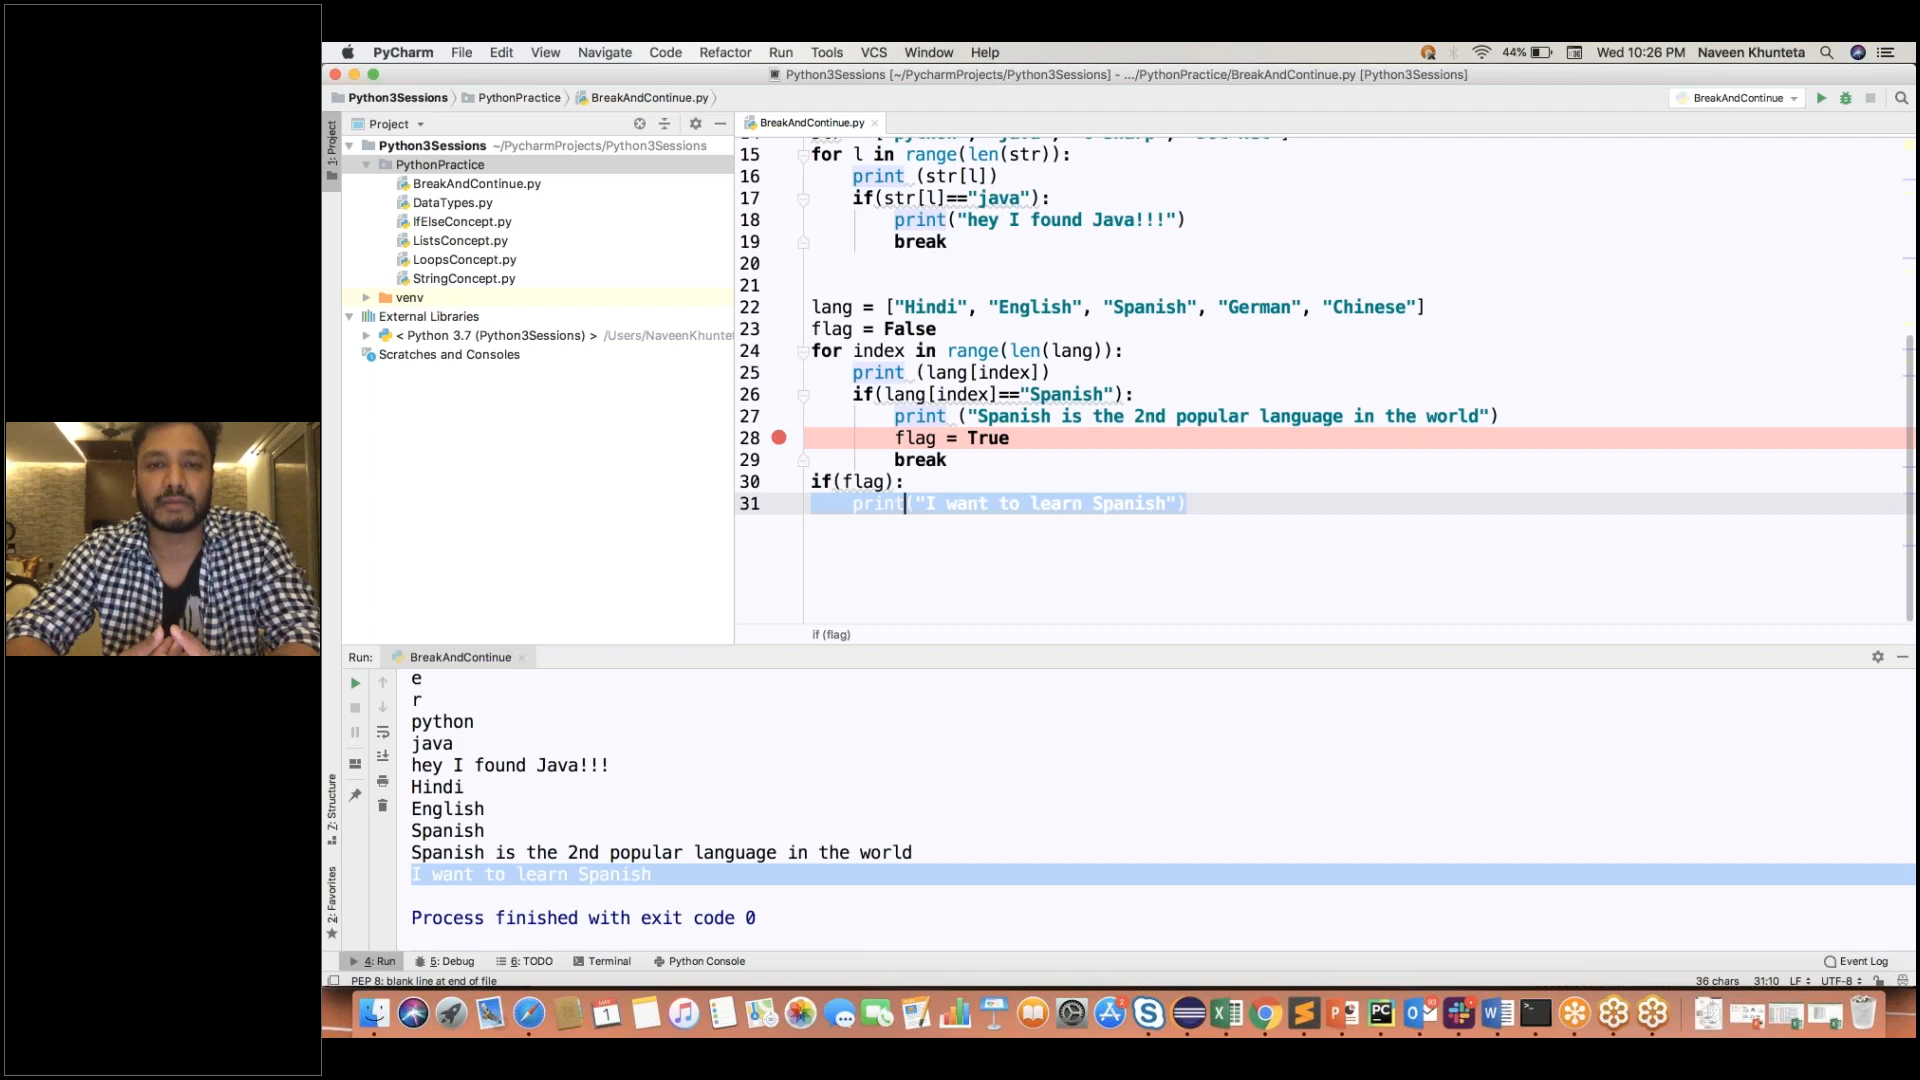 PyCharm File Edit View Navigate Code Refactor Run Tools VCS Window Help 44% Wed 10:26 PM Naveen Khunteta
Python3Sessions [~/PycharmProjects/Python3Sessions] - .../PythonPractice/BreakAndContinue.py [Python3Sessions]
Python3Sessions PythonPractice BreakAndContinue.py BreakAndContinue
1: Project
Project
Python3Sessions ~/PycharmProjects/Python3Sessions
PythonPractice
BreakAndContinue.py
DataTypes.py
IfElseConcept.py
ListsConcept.py
LoopsConcept.py
StringConcept.py
venv
External Libraries
< Python 3.7 (Python3Sessions) > /Users/NaveenKhunte
Scratches and Consoles
BreakAndContinue.py
15 for l in range(len(str)):
16 print (str[l])
17 if(str[l]=="java"):
18 print("hey I found Java!!!")
19 break
20
21
22 lang = ["Hindi", "English", "Spanish", "German", "Chinese"]
23 flag = False
24 for index in range(len(lang)):
25 print (lang[index])
26 if(lang[index]=="Spanish"):
27 print ("Spanish is the 2nd popular language in the world")
28 flag = True
29 break
30 if(flag):
31 print("I want to learn Spanish")
if (flag)
Run: BreakAndContinue
e
r
python
java
hey I found Java!!!
Hindi
English
Spanish
Spanish is the 2nd popular language in the world
I want to learn Spanish
Process finished with exit code 0
Z: Structure
2: Favorites
4: Run 5: Debug 6: TODO Terminal Python Console Event Log
PEP 8: blank line at end of file 36 chars 31:10 LF UTF-8